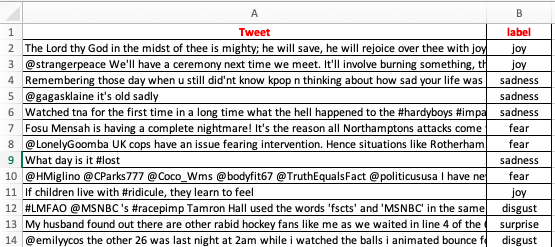 A B
1 Tweet label
2 The Lord thy God in the midst of thee is mighty; he will save, he will rejoice over thee with joy joy
3 @strangerpeace We'll have a ceremony next time we meet. It'll involve burning something, th joy
4 Remembering those day when u still did'nt know kpop n thinking about how sad your life was sadness
5 @gagasklaine it's old sadly sadness
6 Watched tna for the first time in a long time what the hell happened to the #hardyboys #impa sadness
7 Fosu Mensah is having a complete nightmare! It's the reason all Northamptons attacks come fear
8 @LonelyGoomba UK cops have an issue fearing intervention. Hence situations like Rotherham fear
9 What day is it #lost sadness
10 @HMiglino @CParks777 @Coco_Wms @bodyfit67 @TruthEqualsFact @politicususa I have ne fear
11 If children live with #ridicule, they learn to feel joy
12 #LMFAO @MSNBC 's #racepimp Tamron Hall used the words 'fscts' and 'MSNBC' in the same disgust
13 My husband found out there are other rabid hockey fans like me as we waited in line 4 of the surprise
14 @emilyycos the other 26 was last night at 2am while i watched the balls i animated bounce f disgust